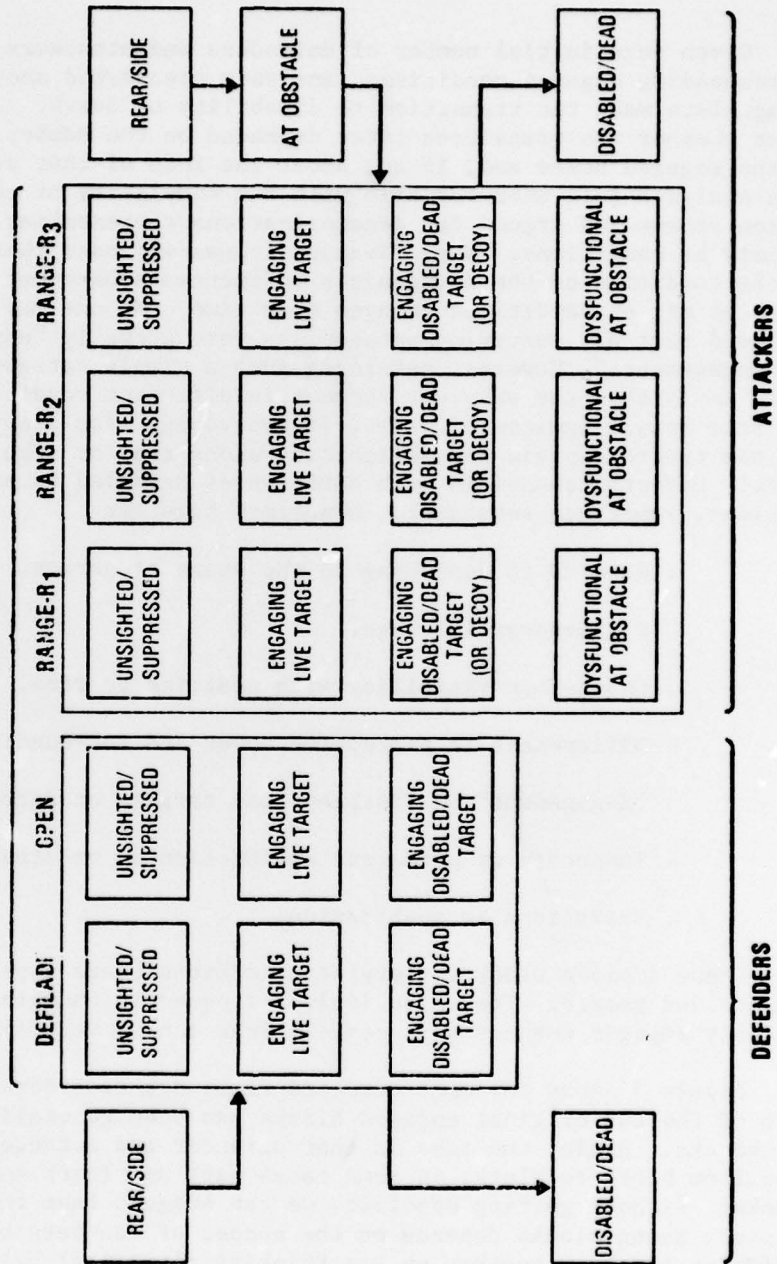 DEFILADE
OPEN
RANGE-R1
RANGE-R2
RANGE-R3
REAR/SIDE
UNSIGHTED/
SUPPRESSED
UNSIGHTED/
SUPPRESSED
UNSIGHTED/
SUPPRESSED
UNSIGHTED/
SUPPRESSED
UNSIGHTED/
SUPPRESSED
REAR/SIDE
ENGAGING
LIVE TARGET
ENGAGING
LIVE TARGET
ENGAGING
LIVE TARGET
ENGAGING
LIVE TARGET
ENGAGING
LIVE TARGET
AT OBSTACLE
ENGAGING
DISABLED/DEAD
TARGET
ENGAGING
DISABLED/DEAD
TARGET
ENGAGING
DISABLED/DEAD
TARGET
(OR DECOY)
ENGAGING
DISABLED/DEAD
TARGET
(OR DECOY)
ENGAGING
DISABLED/DEAD
TARGET
(OR DECOY)
DISABLED/DEAD
DYSFUNCTIONAL
AT OBSTACLE
DYSFUNCTIONAL
AT OBSTACLE
DYSFUNCTIONAL
AT OBSTACLE
DISABLED/DEAD
DEFENDERS
ATTACKERS